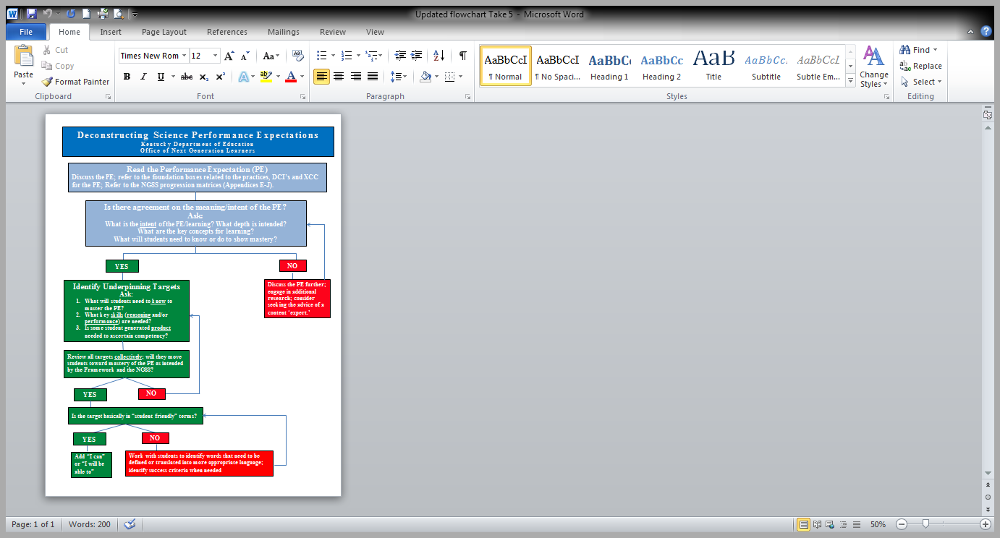 Updated flowchart Take 5 - Microsoft Word
File Home Insert Page Layout References Mailings Review View
Paste
Cut
Copy
Format Painter
Clipboard
Times New Rom 12
Font
Paragraph
AaBbCcI AaBbCcI AaBbC AaBbCc AaB AaBbCc. AaBbCcL
¶ Normal ¶ No Spaci... Heading 1 Heading 2 Title Subtitle Subtle Em...
Change
Styles
Styles
Find
Replace
Select
Editing
Deconstructing Science Performance Expectations
Kentucky Department of Education
Office of Next Generation Learners
Read the Performance Expectation (PE)
Discuss the PE; refer to the foundation boxes related to the practices, DCI's and XCC
for the PE; Refer to the NGSS progression matrices (Appendices E-J).
Is there agreement on the meaning/intent of the PE?
Ask:
What is the intent of the PE/learning? What depth is intended?
What are the key concepts for learning?
What will students need to know or do to show mastery?
YES
NO
Identify Underpinning Targets
Ask:
1. What will students need to know to
master the PE?
2. What key skills (reasoning and/or
performance) are needed?
3. Is some student generated product
needed to ascertain competency?
Discuss the PE further;
engage in additional
research; consider
seeking the advice of a
content ‘expert.’
Review all targets collectively; will they move
students toward mastery of the PE as intended
by the Framework and the NGSS?
YES
NO
Is the target basically in “student friendly” terms?
YES
NO
Add “I can”
or “I will be
able to”
Work with students to identify words that need to be
defined or translated into more appropriate language;
identify success criteria when needed
Page: 1 of 1 Words: 200
50%